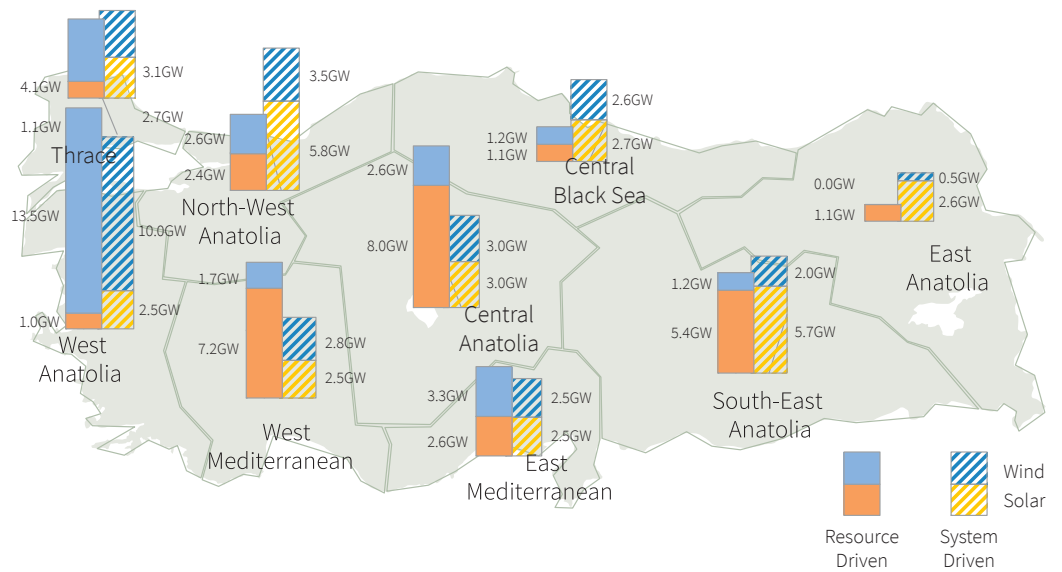 4.1GW
3.1GW
1.1GW
2.7GW
Thrace
2.6GW
2.4GW
3.5GW
5.8GW
North-West
Anatolia
2.6GW
8.0GW
3.0GW
3.0GW
Central
Anatolia
1.2GW
1.1GW
2.6GW
2.7GW
Central
Black Sea
0.0GW
1.1GW
0.5GW
2.6GW
East
Anatolia
13.5GW
1.0GW
10.0GW
2.5GW
West
Anatolia
1.7GW
7.2GW
2.8GW
2.5GW
West
Mediterranean
3.3GW
2.6GW
2.5GW
2.5GW
East
Mediterranean
1.2GW
5.4GW
2.0GW
5.7GW
South-East
Anatolia
Wind
Solar
Resource
Driven
System
Driven